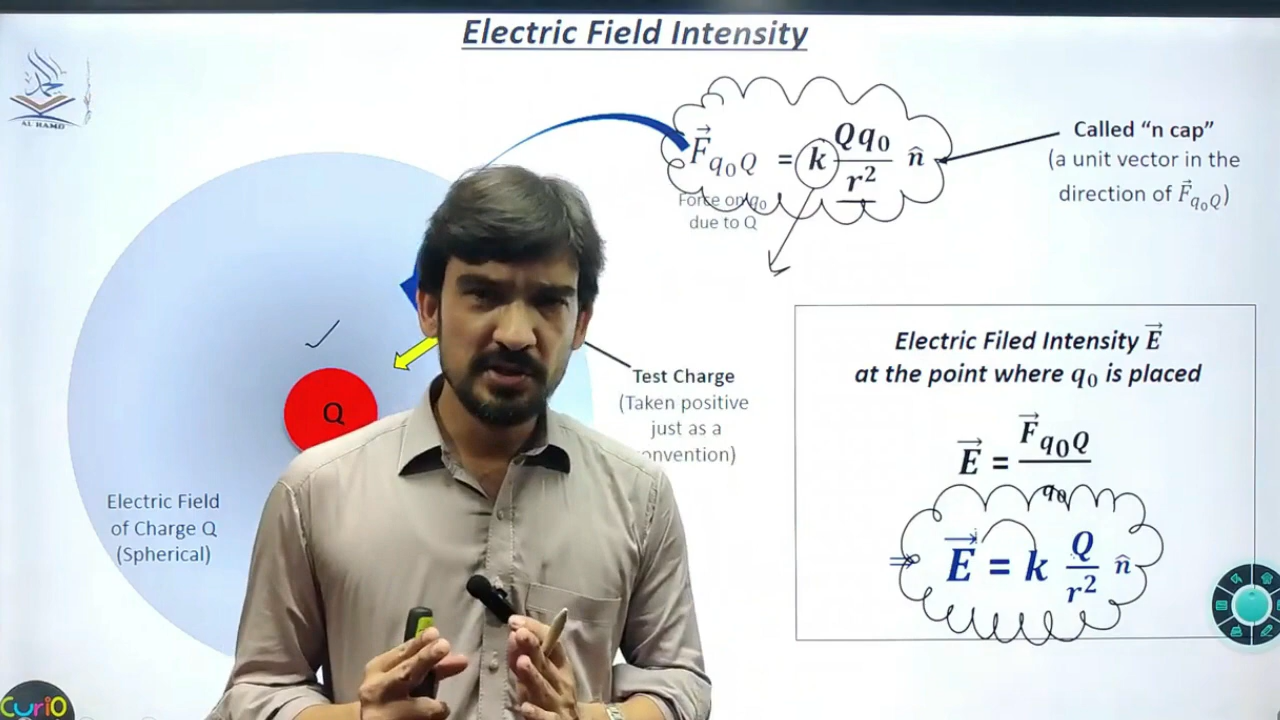 Electric Field Intensity
AL HAMD
F⃗q₀Q = k Qq₀/r² n̂
Force on q₀
due to Q
Called “n cap”
(a unit vector in the
direction of F⃗q₀Q)
Test Charge
(Taken positive
just as a
onvention)
Q
Electric Field
of Charge Q
(Spherical)
Electric Filed Intensity E⃗
at the point where q₀ is placed
E⃗ = F⃗q₀Q/q₀
⇒ E⃗ = k Q/r² n̂
CuriO